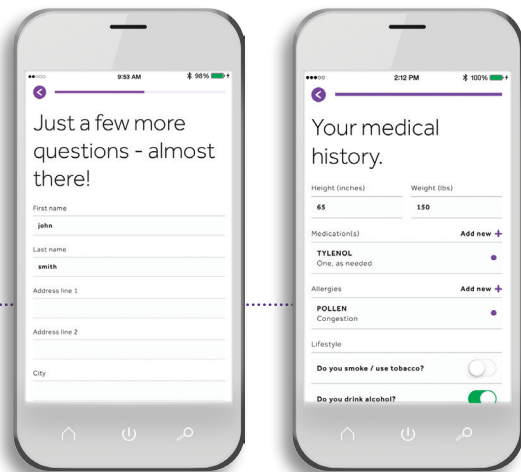 9:53 AM 98%
Just a few more
questions - almost
there!
First name
john
Last name
smith
Address line 1
Address line 2
City
2:12 PM 100%
Your medical
history.
Height (inches) Weight (lbs)
65 150
Medication(s) Add new +
TYLENOL
One, as needed
Allergies Add new +
POLLEN
Congestion
Lifestyle
Do you smoke / use tobacco?
Do you drink alcohol?